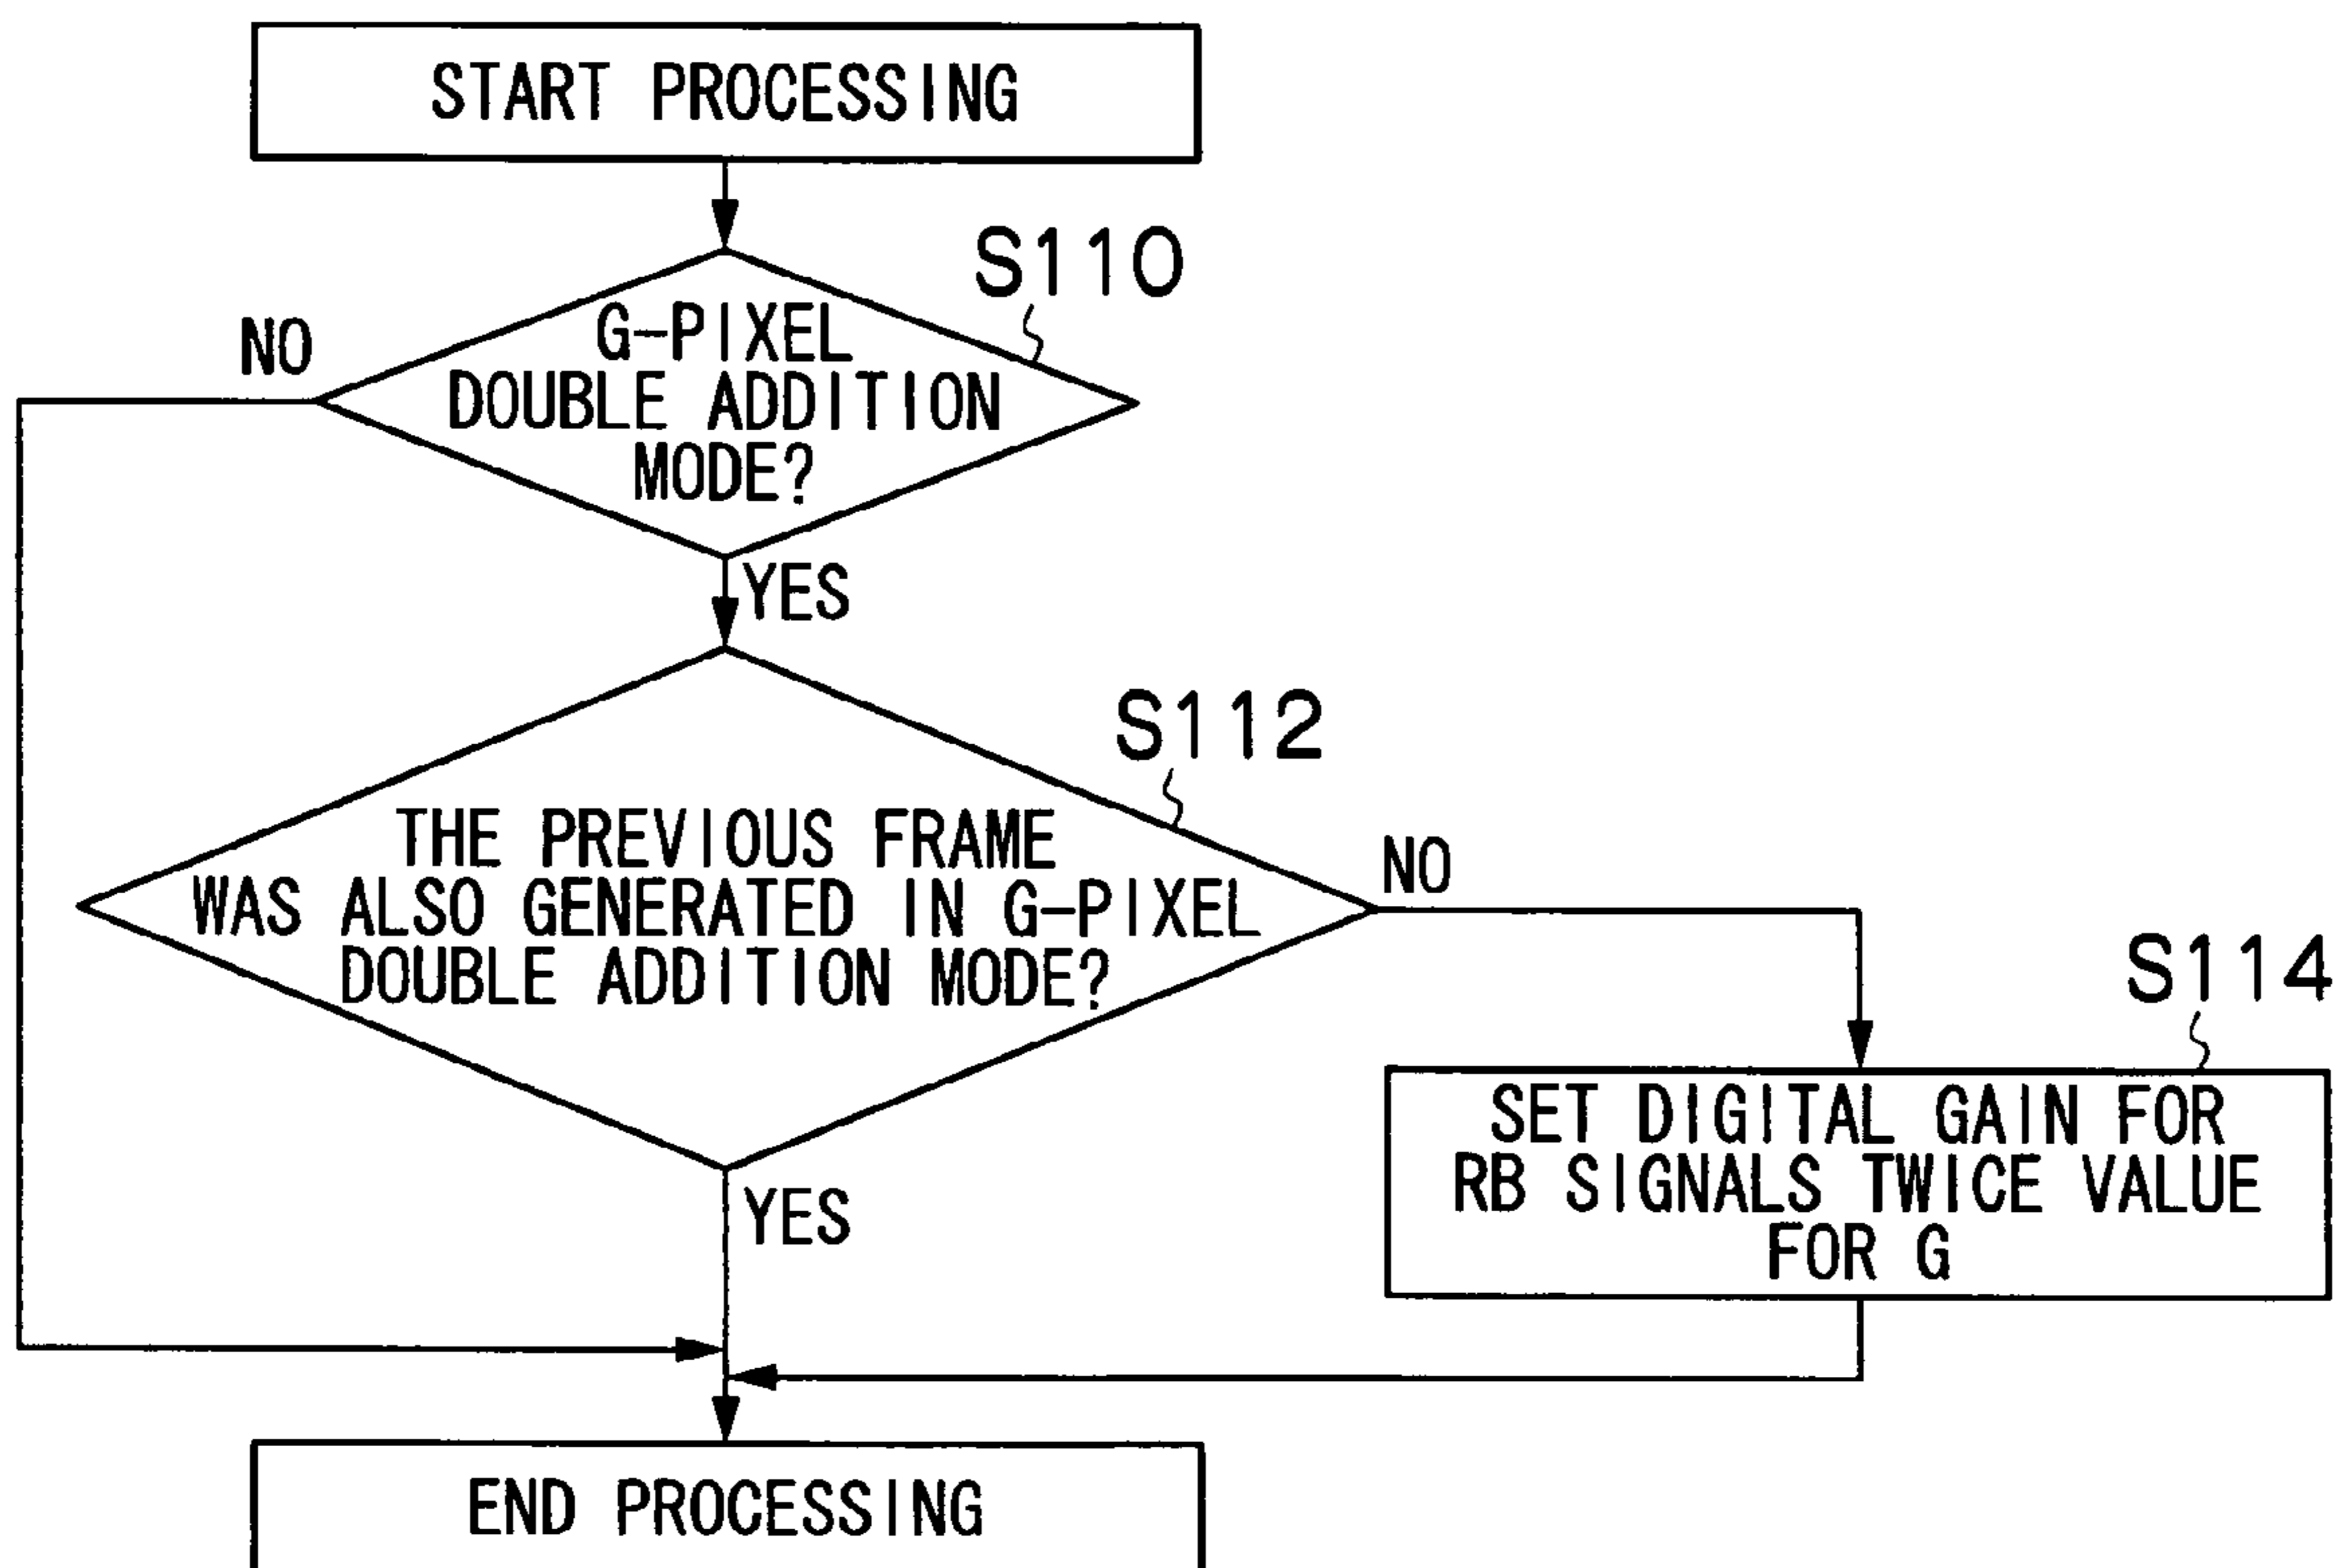 START PROCESSING
S110
G-PIXEL
DOUBLE ADDITION
MODE?
NO
YES
S112
THE PREVIOUS FRAME
WAS ALSO GENERATED IN G-PIXEL
DOUBLE ADDITION MODE?
NO
YES
S114
SET DIGITAL GAIN FOR
RB SIGNALS TWICE VALUE
FOR G
END PROCESSING